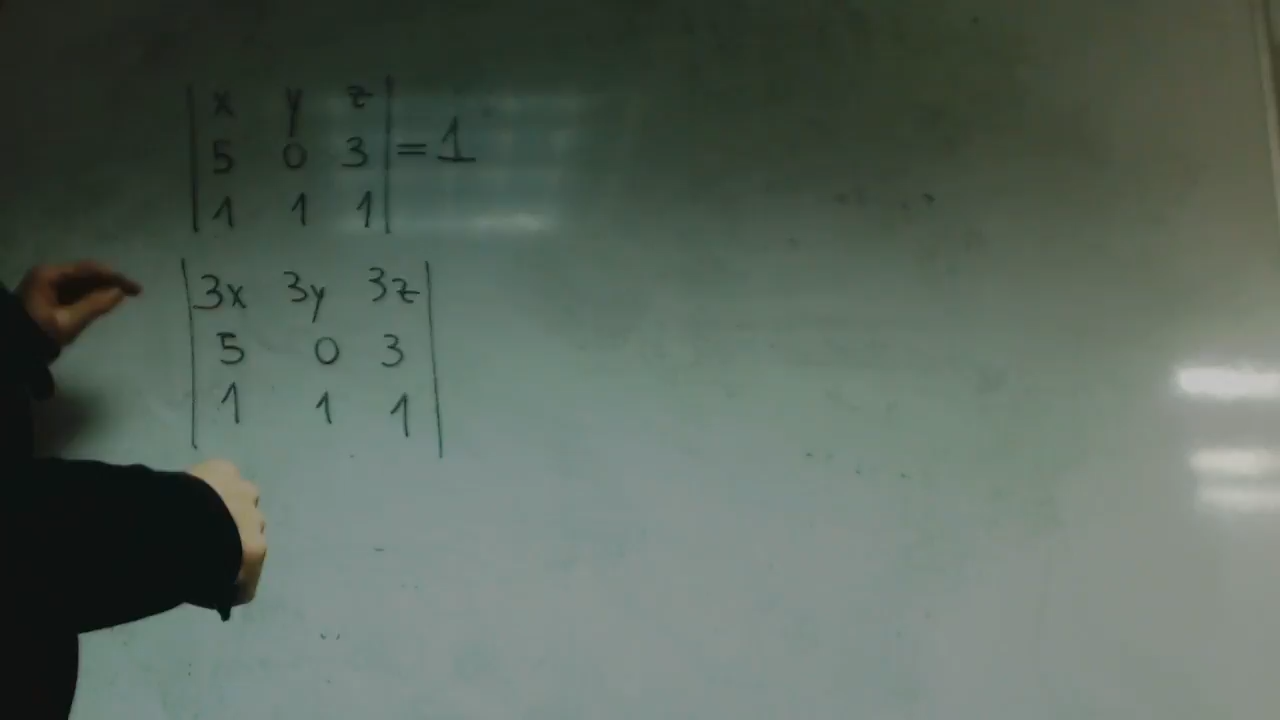 | x y z |
| 5 0 3 | = 1
| 1 1 1 |
| 3x 3y 3z |
| 5 0 3 |
| 1 1 1 |